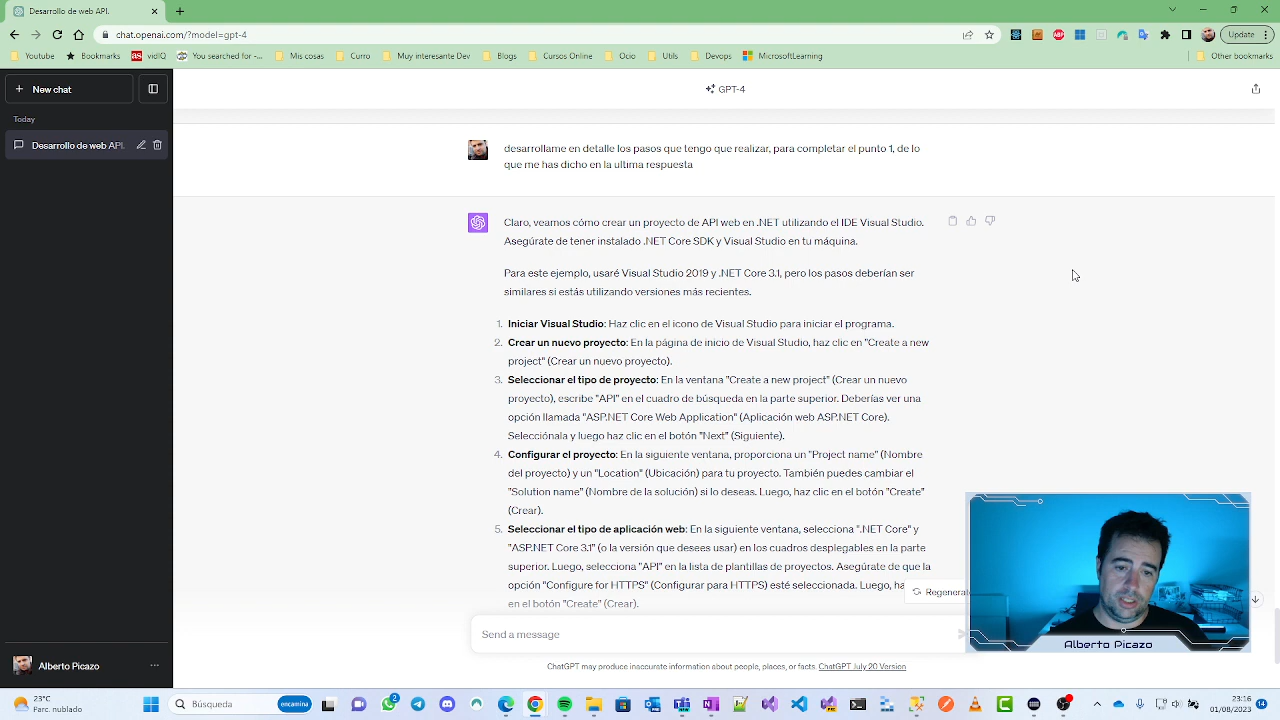 Desarrollo de web API.
chat.openai.com/?model=gpt-4
Update
Youtube
Bookmarks
vidIQ
You searched for -...
Mis cosas
Curro
Muy interesante Dev
Blogs
Cursos Online
Ocio
Utils
Devops
MicrosoftLearning
Other bookmarks
New chat
GPT-4
Today
Desarrollo de web API.
desarrollame en detalle los pasos que tengo que realizar, para completar el punto 1, de lo
que me has dicho en la ultima respuesta
Claro, veamos cómo crear un proyecto de API web en .NET utilizando el IDE Visual Studio.
Asegúrate de tener instalado .NET Core SDK y Visual Studio en tu máquina.
Para este ejemplo, usaré Visual Studio 2019 y .NET Core 3.1, pero los pasos deberían ser
similares si estás utilizando versiones más recientes.
1. Iniciar Visual Studio: Haz clic en el icono de Visual Studio para iniciar el programa.
2. Crear un nuevo proyecto: En la página de inicio de Visual Studio, haz clic en "Create a new
project" (Crear un nuevo proyecto).
3. Seleccionar el tipo de proyecto: En la ventana "Create a new project" (Crear un nuevo
proyecto), escribe "API" en el cuadro de búsqueda en la parte superior. Deberías ver una
opción llamada "ASP.NET Core Web Application" (Aplicación web ASP.NET Core).
Selecciónala y luego haz clic en el botón "Next" (Siguiente).
4. Configurar el proyecto: En la siguiente ventana, proporciona un "Project name" (Nombre
del proyecto) y un "Location" (Ubicación) para tu proyecto. También puedes cambiar el
"Solution name" (Nombre de la solución) si lo deseas. Luego, haz clic en el botón "Create"
(Crear).
5. Seleccionar el tipo de aplicación web: En la siguiente ventana, selecciona ".NET Core" y
"ASP.NET Core 3.1" (o la versión que desees usar) en los cuadros desplegables en la parte
superior. Luego, selecciona "API" en la lista de plantillas de proyectos. Asegúrate de que la
opción "Configure for HTTPS" (Configurar para HTTPS) esté seleccionada. Luego, ha
en el botón "Create" (Crear).
Regenerate
Send a message
Alberto Picazo
ChatGPT may produce inaccurate information about people, places, or facts. ChatGPT July 20 Version
Alberto Picazo
23°C
Parc. nublado
Búsqueda
encamina
2
23:16
01/08/2023